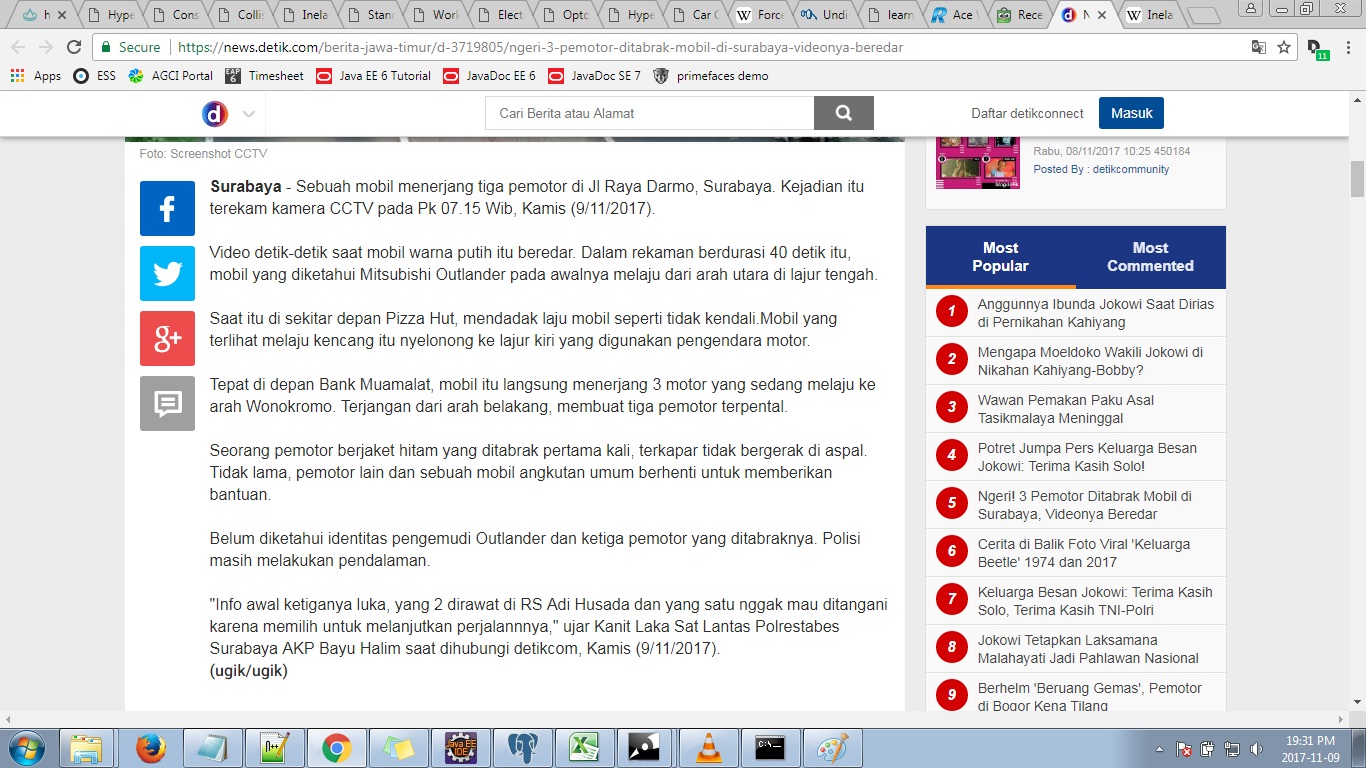 h
Hype
Cons
Collis
Inela
Stand
Work
Elect
Opto
Hype
Car C
Force
Undi
learn
Ace
Rece
N
Inela
Secure
https://news.detik.com/berita-jawa-timur/d-3719805/ngeri-3-pemotor-ditabrak-mobil-di-surabaya-videonya-beredar
11
Apps
ESS
AGCI Portal
EAP 6
Timesheet
Java EE 6 Tutorial
JavaDoc EE 6
JavaDoc SE 7
primefaces demo
d
Cari Berita atau Alamat
Daftar detikconnect
Masuk
Foto: Screenshot CCTV
Surabaya - Sebuah mobil menerjang tiga pemotor di Jl Raya Darmo, Surabaya. Kejadian itu
terekam kamera CCTV pada Pk 07.15 Wib, Kamis (9/11/2017).
Video detik-detik saat mobil warna putih itu beredar. Dalam rekaman berdurasi 40 detik itu,
mobil yang diketahui Mitsubishi Outlander pada awalnya melaju dari arah utara di lajur tengah.
Saat itu di sekitar depan Pizza Hut, mendadak laju mobil seperti tidak kendali.Mobil yang
terlihat melaju kencang itu nyelonong ke lajur kiri yang digunakan pengendara motor.
Tepat di depan Bank Muamalat, mobil itu langsung menerjang 3 motor yang sedang melaju ke
arah Wonokromo. Terjangan dari arah belakang, membuat tiga pemotor terpental.
Seorang pemotor berjaket hitam yang ditabrak pertama kali, terkapar tidak bergerak di aspal.
Tidak lama, pemotor lain dan sebuah mobil angkutan umum berhenti untuk memberikan
bantuan.
Belum diketahui identitas pengemudi Outlander dan ketiga pemotor yang ditabraknya. Polisi
masih melakukan pendalaman.
"Info awal ketiganya luka, yang 2 dirawat di RS Adi Husada dan yang satu nggak mau ditangani
karena memilih untuk melanjutkan perjalannnya," ujar Kanit Laka Sat Lantas Polrestabes
Surabaya AKP Bayu Halim saat dihubungi detikcom, Kamis (9/11/2017).
(ugik/ugik)
Rabu, 08/11/2017 10:25 450184
Posted By : detikcommunity
Most
Popular
Most
Commented
1
Anggunnya Ibunda Jokowi Saat Dirias
di Pernikahan Kahiyang
2
Mengapa Moeldoko Wakili Jokowi di
Nikahan Kahiyang-Bobby?
3
Wawan Pemakan Paku Asal
Tasikmalaya Meninggal
4
Potret Jumpa Pers Keluarga Besan
Jokowi: Terima Kasih Solo!
5
Ngeri! 3 Pemotor Ditabrak Mobil di
Surabaya, Videonya Beredar
6
Cerita di Balik Foto Viral 'Keluarga
Beetle' 1974 dan 2017
7
Keluarga Besan Jokowi: Terima Kasih
Solo, Terima Kasih TNI-Polri
8
Jokowi Tetapkan Laksamana
Malahayati Jadi Pahlawan Nasional
9
Berhelm 'Beruang Gemas', Pemotor
di Bogor Kena Tilang
Java EE
IDE
19:31 PM
2017-11-09